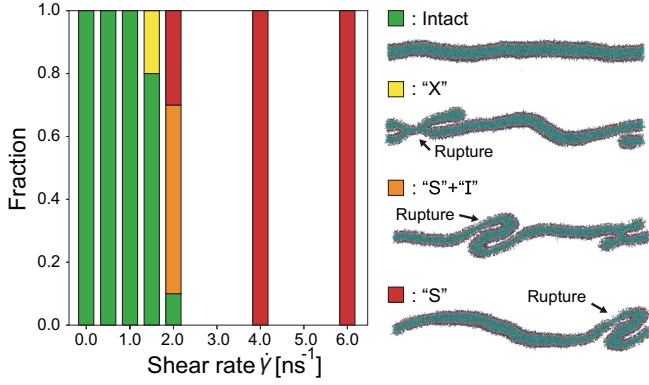 Fraction
1.0
0.8
0.6
0.4
0.2
0.0
0.0 1.0 2.0 3.0 4.0 5.0 6.0
Shear rate γ̇ [ns⁻¹]
: Intact
: “X”
Rupture
: “S”+“I”
Rupture
: “S”
Rupture